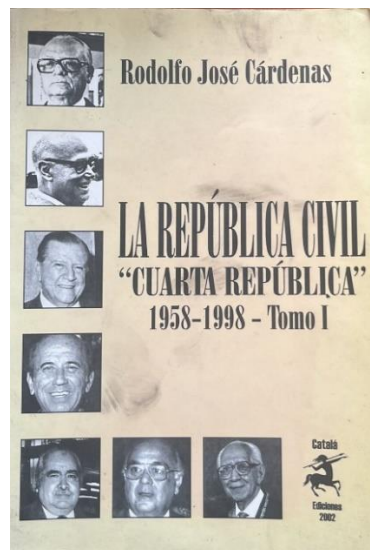 Rodolfo José Cárdenas
LA REPÚBLICA CIVIL
“CUARTA REPÚBLICA”
1958-1998 - Tomo I
Catalá
Ediciones
2002